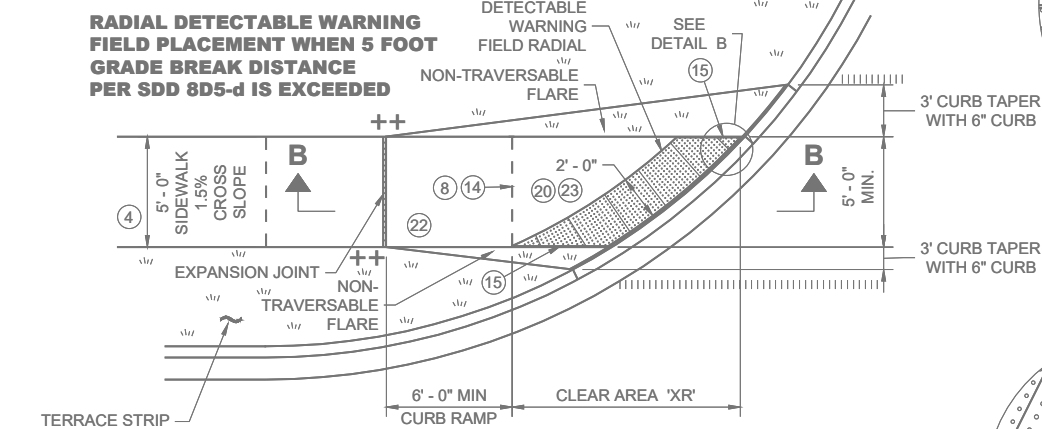 RADIAL DETECTABLE WARNING
FIELD PLACEMENT WHEN 5 FOOT
GRADE BREAK DISTANCE
PER SDD 8D5-d IS EXCEEDED
DETECTABLE
WARNING
FIELD RADIAL
SEE
DETAIL B
15
NON-TRAVERSABLE
FLARE
3' CURB TAPER
WITH 6" CURB
++
B
B
2' - 0"
4
5' - 0"
SIDEWALK
1.5%
CROSS
SLOPE
8 14
20 23
22
5' - 0"
MIN.
++
EXPANSION JOINT
15
NON-
TRAVERSABLE
FLARE
3' CURB TAPER
WITH 6" CURB
6' - 0" MIN
CURB RAMP
CLEAR AREA 'XR'
TERRACE STRIP